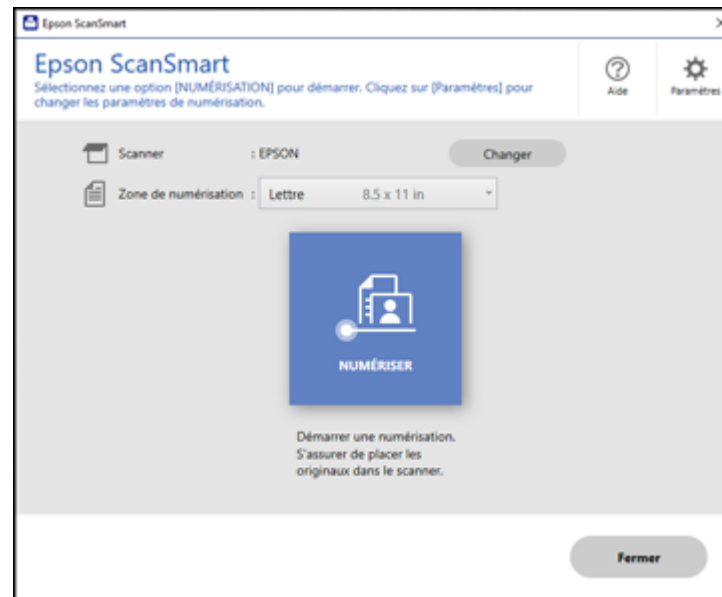 Epson ScanSmart
Epson ScanSmart
Sélectionnez une option [NUMÉRISATION] pour démarrer. Cliquez sur [Paramètres] pour
changer les paramètres de numérisation.
Aide
Paramètres
Scanner : EPSON Changer
Zone de numérisation : Lettre 8.5 x 11 in
NUMÉRISER
Démarrer une numérisation.
S'assurer de placer les
originaux dans le scanner.
Fermer